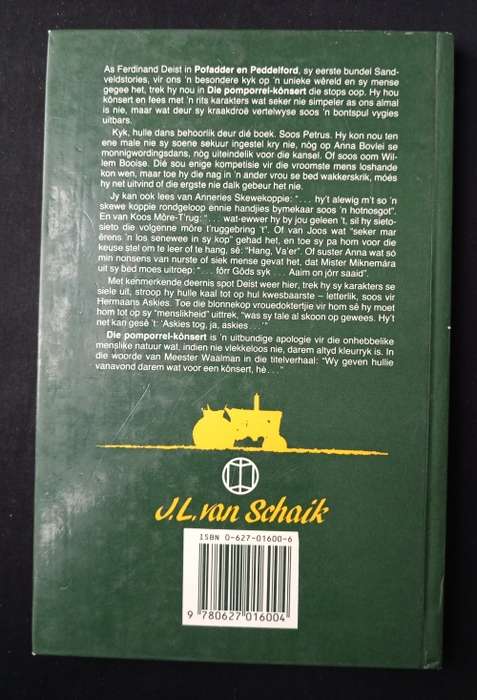 As Ferdinand Deist in Pofadder en Peddelford, sy eerste bundel Sand-
veldstories, vir ons 'n besondere kyk op 'n unieke wêreld en sy mense
gegee het, trek hy nou in Die pomporrel-kônsert die stops oop. Hy hou
kônsert en fees met 'n rits karakters wat seker nie simpeler as ons almal
is nie, maar wat deur sy kraakdroë vertelwyse soos 'n bontspul vygies
uitbars.
Kyk, hulle dans behoorlik deur dié boek. Soos Petrus. Hy kon nou ten
ene male nie sy soene sekuur ingestel kry nie, nòg op Anna Bovlei se
monnigwordingsdans, nòg uiteindelik voor die kansel. Of soos oom Wil-
lem Booise. Dié sou enige kompetisie vir die vroomste mens loshande
kon wen, maar toe hy die nag in 'n ander vrou se bed wakkerskrik, móés
hy net uitvind of die ergste nie dalk gebeur het nie.
Jy kan ook lees van Anneries Skewekoppie: “. . . hy't alewig m't so 'n
skewe koppie rondgeloep ênnie handjies bymekaar soos 'n hotnosgot”.
En van Koos Môre-T'rug: “. . . wat-ewwer hy by jou geleen 't, sil hy sieto-
sieto die volgenne môre t'ruggebring 't”. Of van Joos wat “seker mar
êrens 'n los senewee in sy kop” gehad het, en toe sy pa hom voor die
keuse stel om te leer of te hang, sê: “Hang, Va'er”. Of suster Anna wat só
min nonsens van nurste of siek mense gevat het, dat Mister Miknemára
uit sy bed moes uitroep: “. . . fôrr Gôds syk . . . Aaim on jôrr saaid”.
Met kenmerkende deernis spot Deist weer hier, trek hy sy karakters se
siele uit, stroop hy hulle kaal tot op hul kwesbaarste – letterlik, soos vir
Hermaans Askies. Toe die blonnekop vrouedoktertjie vir hom sê hy moet
hom tot op sy “menslikheid” uittrek, “was sy tale al skoon op gewees. Hy't
net kan gesê 't: ‘Askies tog, ja, askies . . .’ ”
Die pomporrel-kônsert is 'n uitbundige apologie vir die onhebbelike
menslike natuur wat, indien nie vlekkeloos nie, darem altyd kleurryk is. In
die woorde van Meester Waalman in die titelverhaal: “Wy geven hullie
vanavond darem wat voor een kônsert, hè . . .”
J.L. van Schaik
ISBN 0-627-01600-6
9 780627 016004